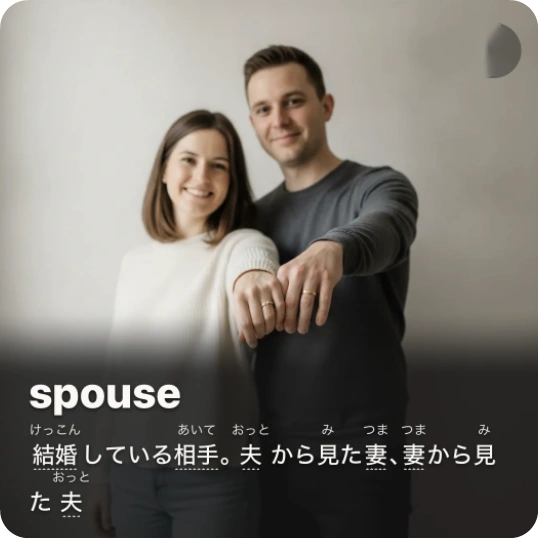 spouse
けっこん あいて おっと み つま つま み
結婚している相手。夫 から見た妻、妻から見
おっと
た 夫